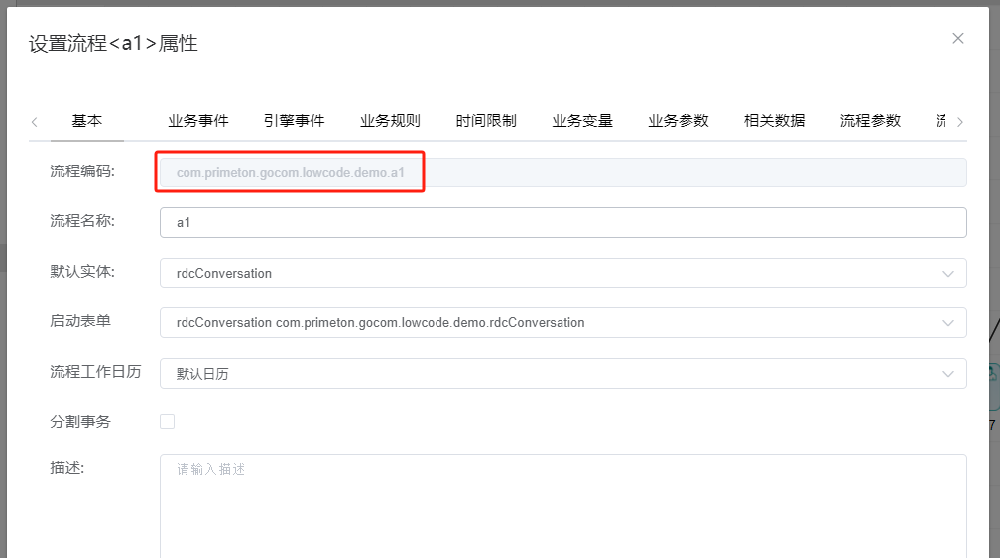 设置流程<a1>属性
基本 业务事件 引擎事件 业务规则 时间限制 业务变量 业务参数 相关数据 流程参数
流程编码: com.primeton.gocom.lowcode.demo.a1
流程名称: a1
默认实体: rdcConversation
启动表单 rdcConversation com.primeton.gocom.lowcode.demo.rdcConversation
流程工作日历 默认日历
分割事务
描述: 请输入描述
7